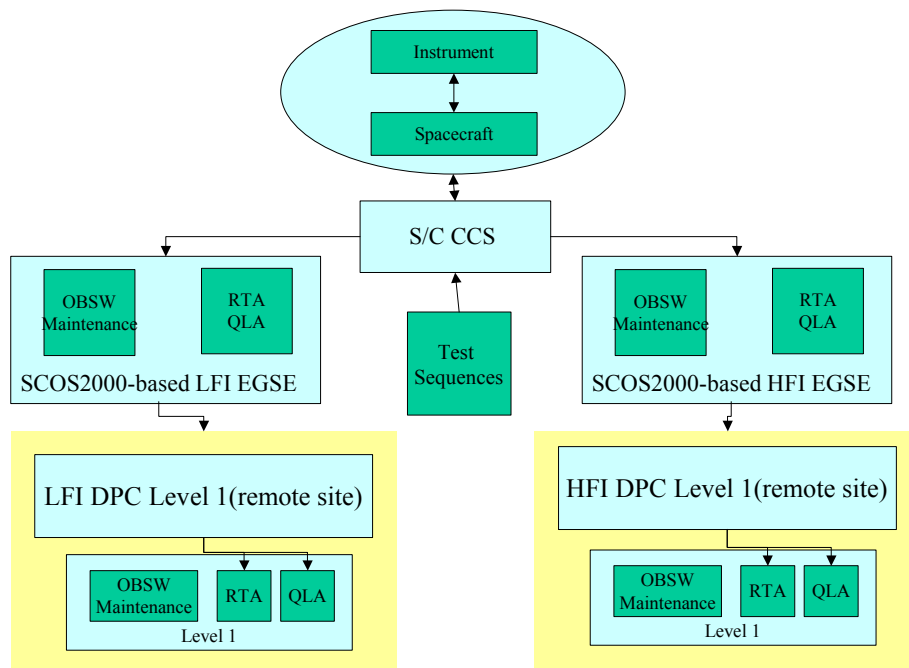 Instrument
Spacecraft
S/C CCS
OBSW
Maintenance
RTA
QLA
SCOS2000-based LFI EGSE
Test
Sequences
OBSW
Maintenance
RTA
QLA
SCOS2000-based HFI EGSE
LFI DPC Level 1(remote site)
OBSW
Maintenance
RTA
QLA
Level 1
HFI DPC Level 1(remote site)
OBSW
Maintenance
RTA
QLA
Level 1